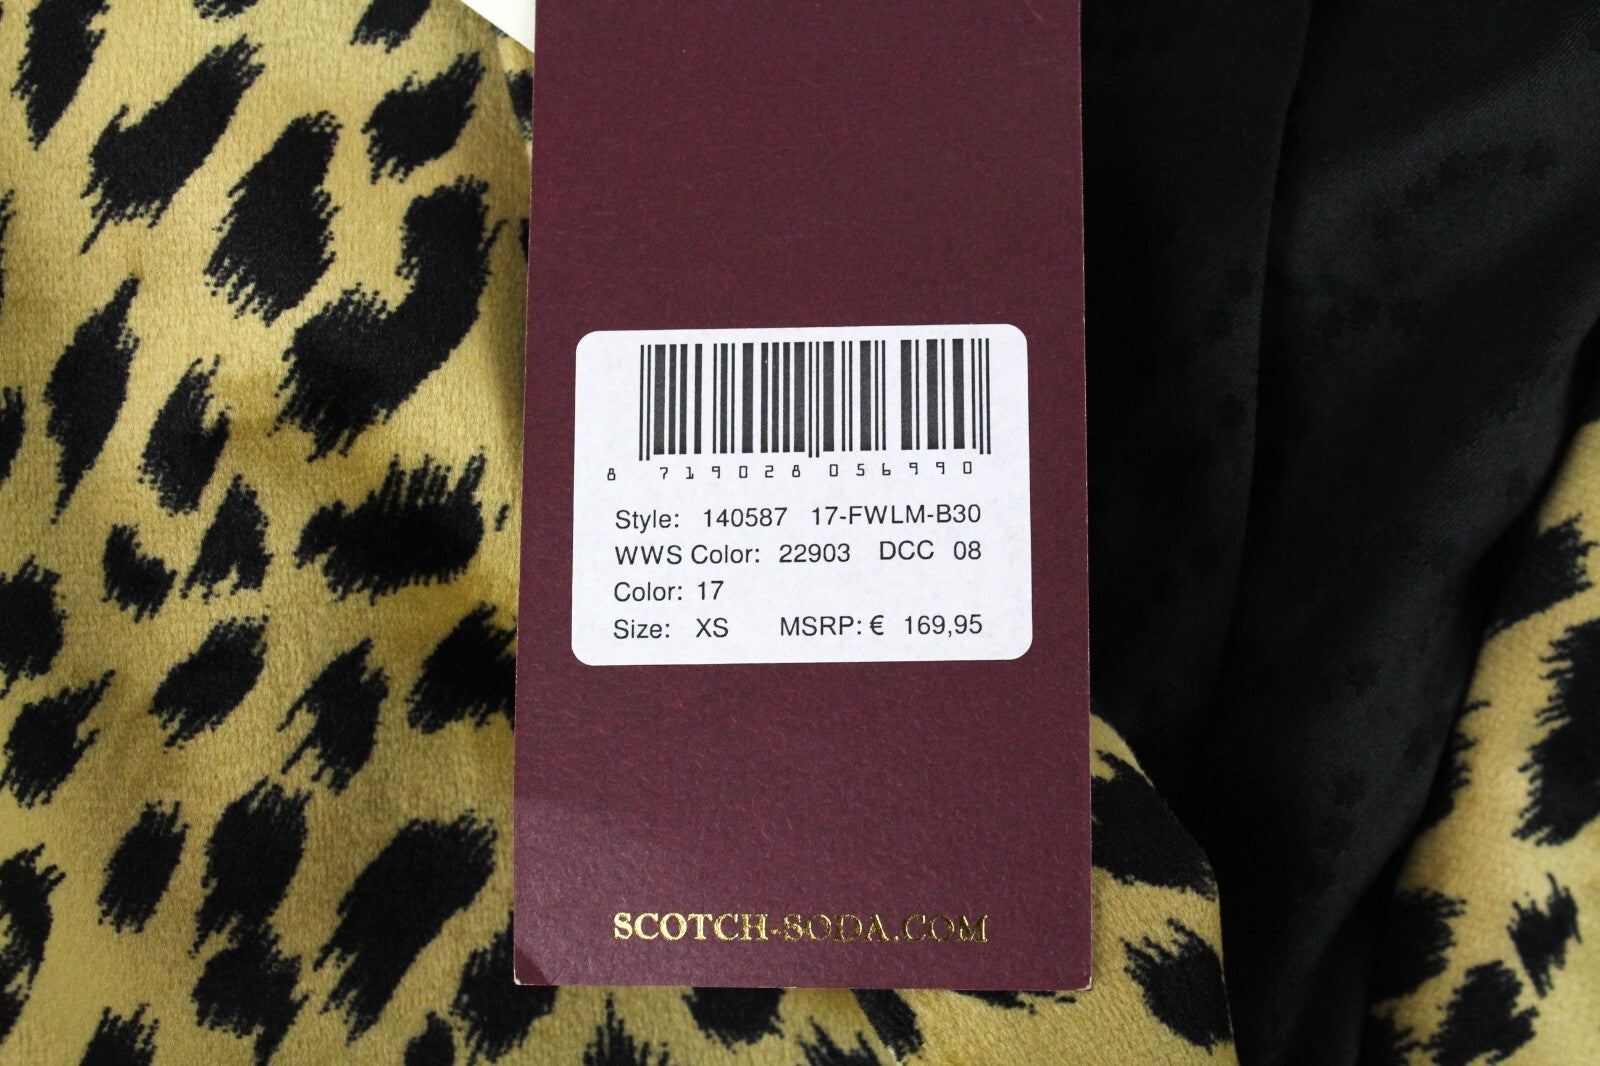 8 719028 056990
Style: 140587 17-FWLM-B30
WWS Color: 22903 DCC 08
Color: 17
Size: XS MSRP: € 169,95
SCOTCH-SODA.COM